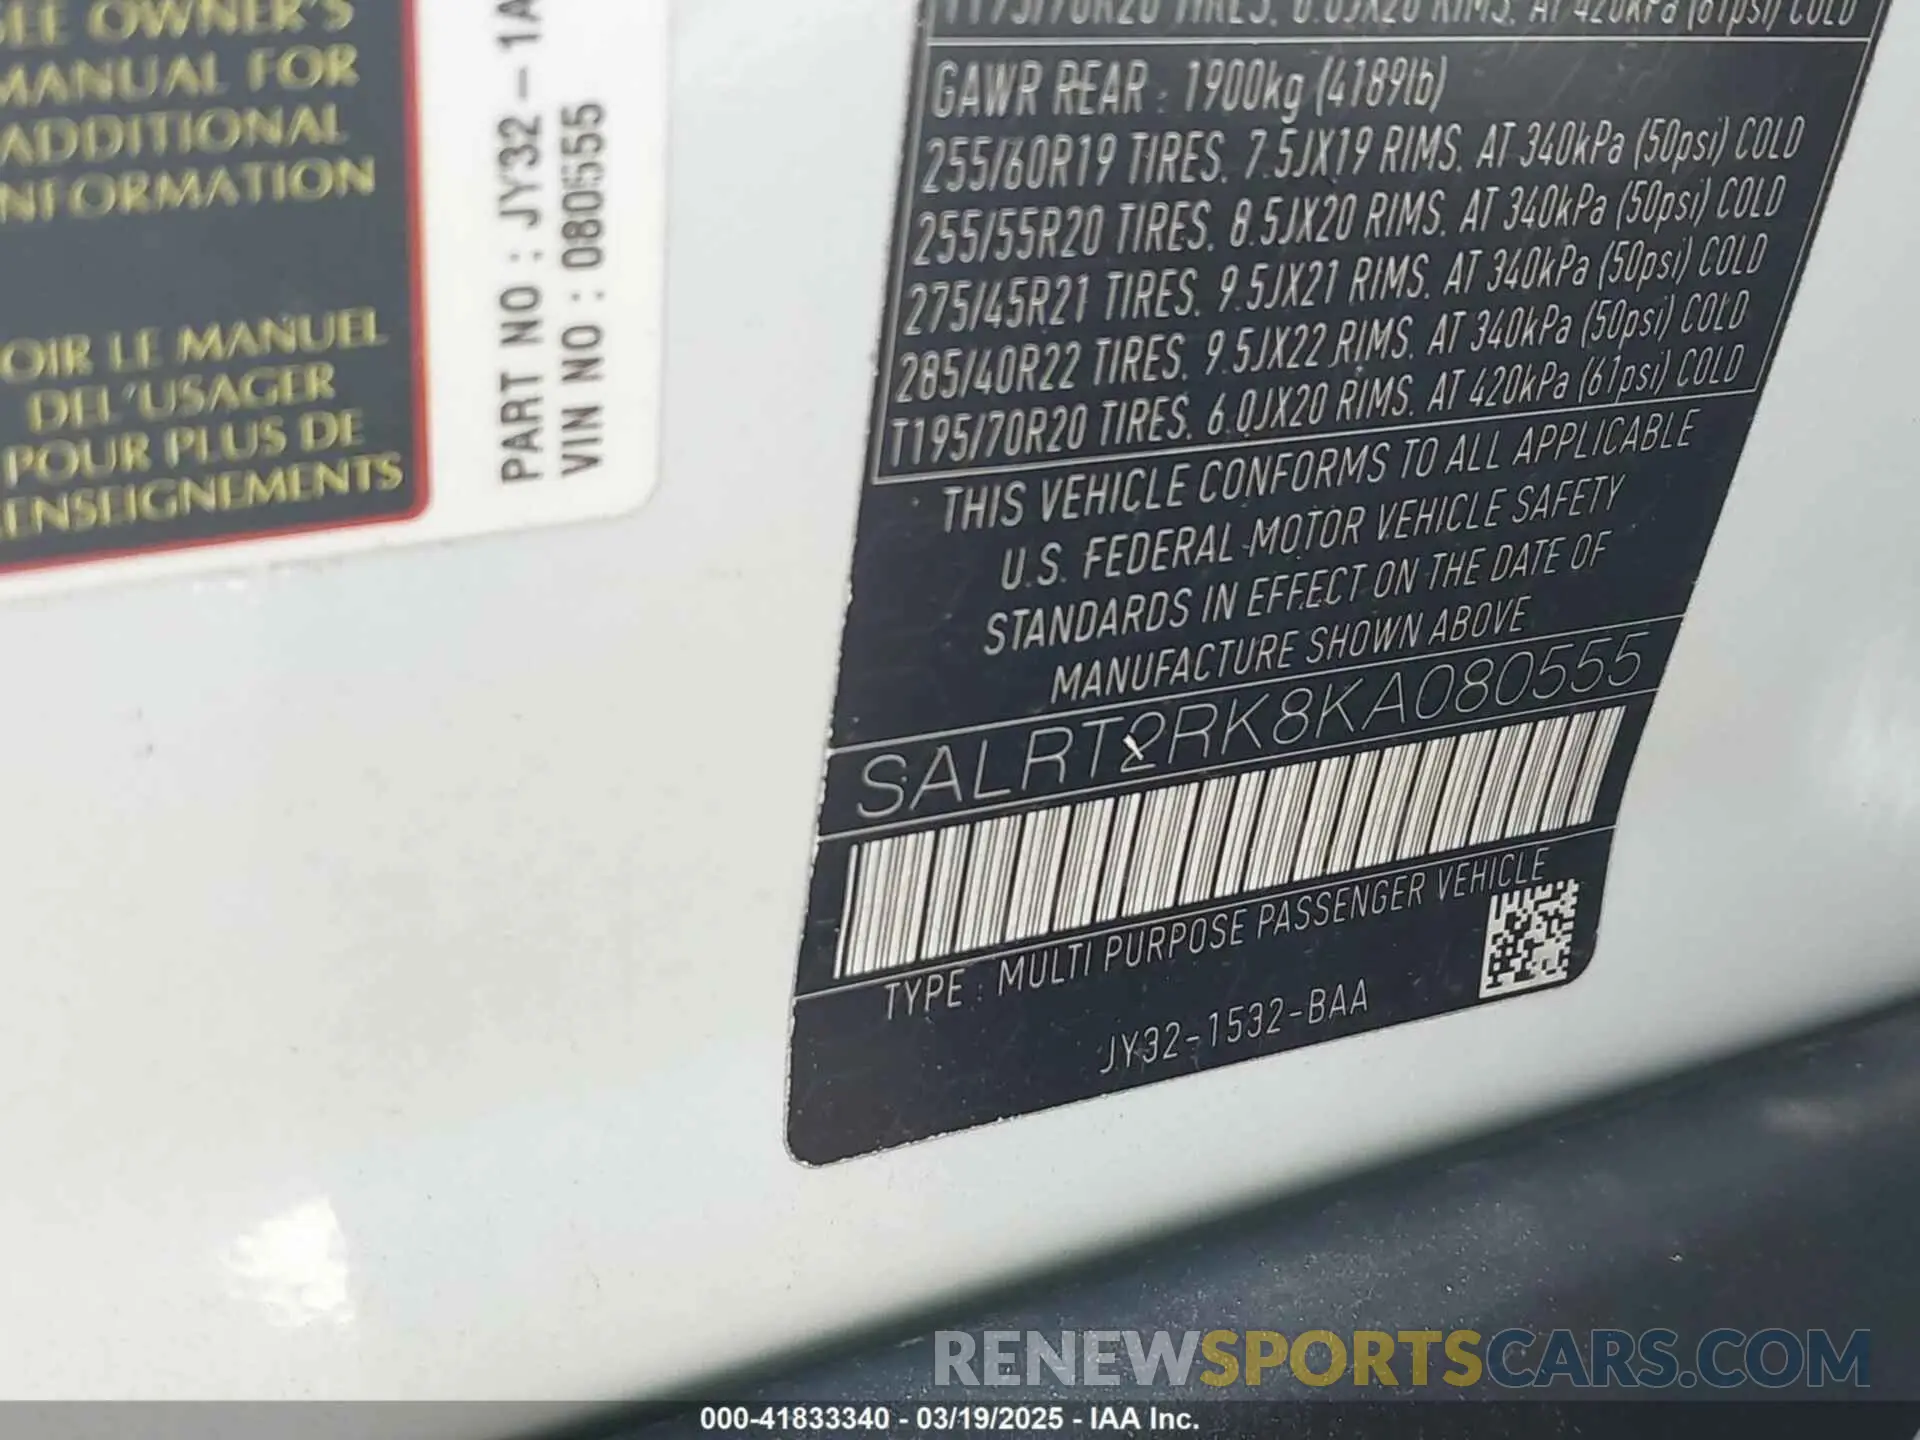 SEE OWNER'S
MANUAL FOR
ADDITIONAL
INFORMATION
VOIR LE MANUEL
DEL'USAGER
POUR PLUS DE
RENSEIGNEMENTS
PART NO : JY32-1A
VIN NO : 080555
TIRES. RIMS. AT 420kPa (61psi) COLD
GAWR REAR : 1900kg (4189lb)
255/60R19 TIRES. 7.5JX19 RIMS. AT 340kPa (50psi) COLD
255/55R20 TIRES. 8.5JX20 RIMS. AT 340kPa (50psi) COLD
275/45R21 TIRES. 9.5JX21 RIMS. AT 340kPa (50psi) COLD
285/40R22 TIRES. 9.5JX22 RIMS. AT 340kPa (50psi) COLD
T195/70R20 TIRES. 6.0JX20 RIMS. AT 420kPa (61psi) COLD
THIS VEHICLE CONFORMS TO ALL APPLICABLE
U.S. FEDERAL MOTOR VEHICLE SAFETY
STANDARDS IN EFFECT ON THE DATE OF
MANUFACTURE SHOWN ABOVE
SALRT2RK8KA080555
TYPE : MULTI PURPOSE PASSENGER VEHICLE
JY32-1532-BAA
RENEWSPORTSCARS.COM
000-41833340 - 03/19/2025 - IAA Inc.